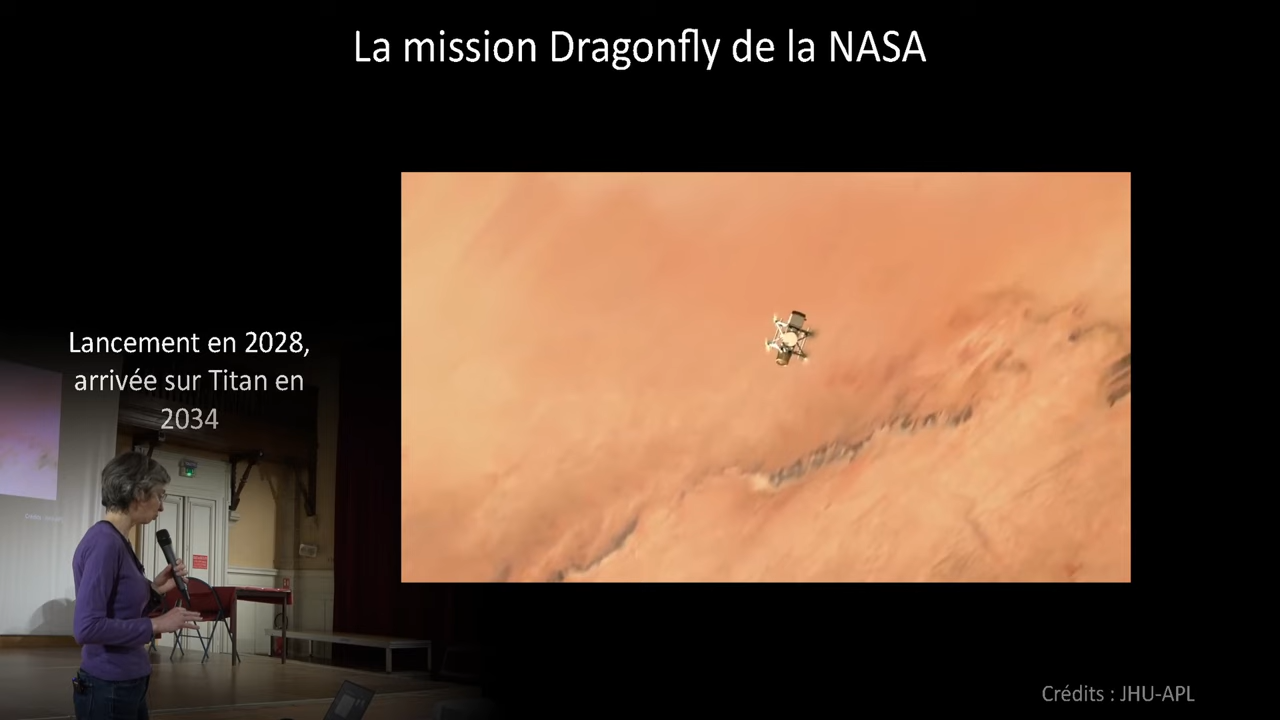 La mission Dragonfly de la NASA
Lancement en 2028,
arrivée sur Titan en
2034
Crédits : JHU-APL